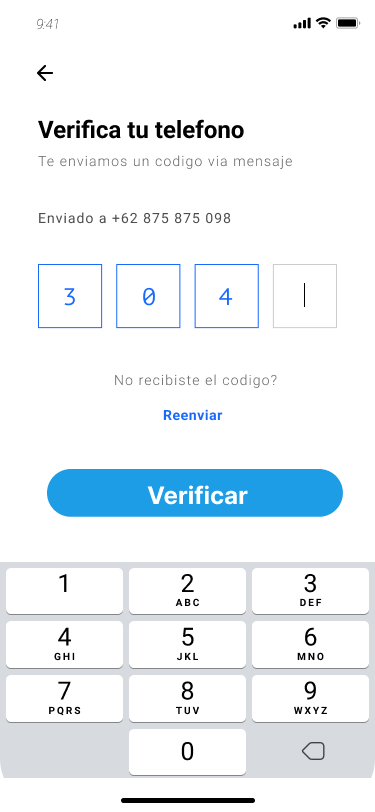 9:41
Verifica tu telefono
Te enviamos un codigo via mensaje
Enviado a +62 875 875 098
3 0 4
No recibiste el codigo?
Reenviar
Verificar
1 2 3
ABC DEF
4 5 6
GHI JKL MNO
7 8 9
PQRS TUV WXYZ
0